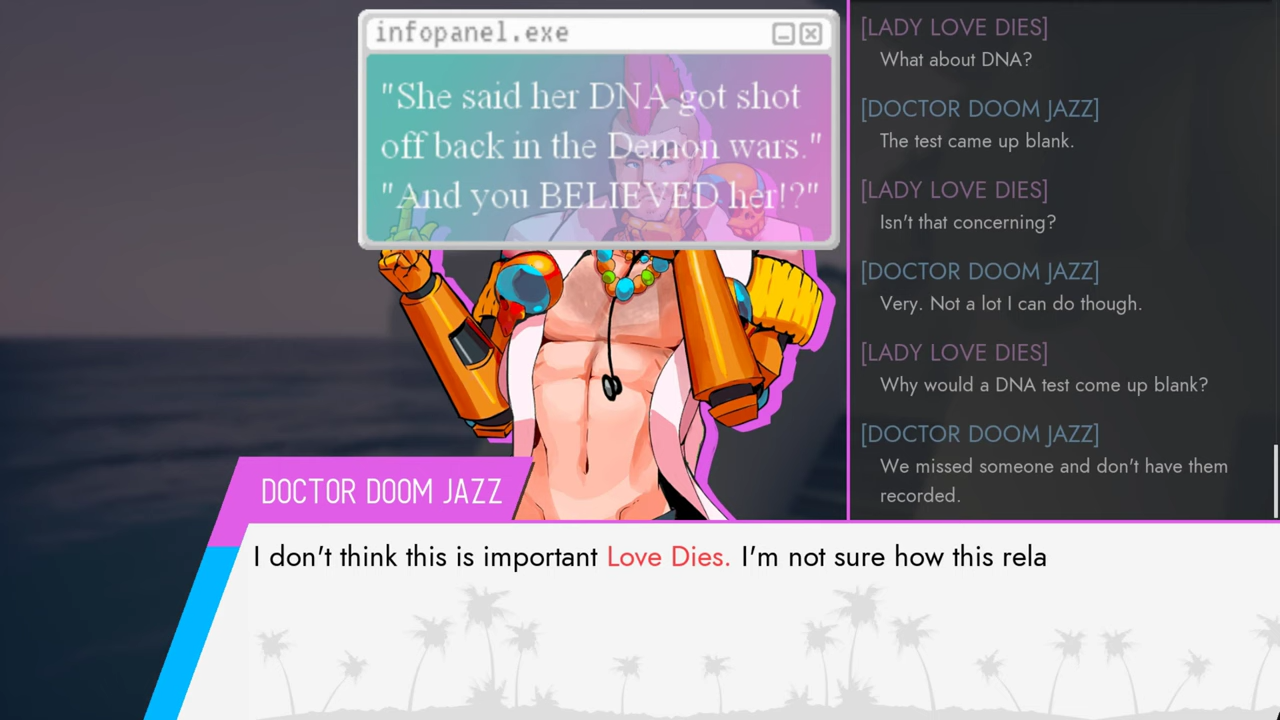 infopanel.exe
"She said her DNA got shot
off back in the Demon wars."
"And you BELIEVED her!?"
[LADY LOVE DIES]
What about DNA?
[DOCTOR DOOM JAZZ]
The test came up blank.
[LADY LOVE DIES]
Isn't that concerning?
[DOCTOR DOOM JAZZ]
Very. Not a lot I can do though.
[LADY LOVE DIES]
Why would a DNA test come up blank?
[DOCTOR DOOM JAZZ]
We missed someone and don't have them
recorded.
DOCTOR DOOM JAZZ
I don't think this is important Love Dies. I'm not sure how this rela